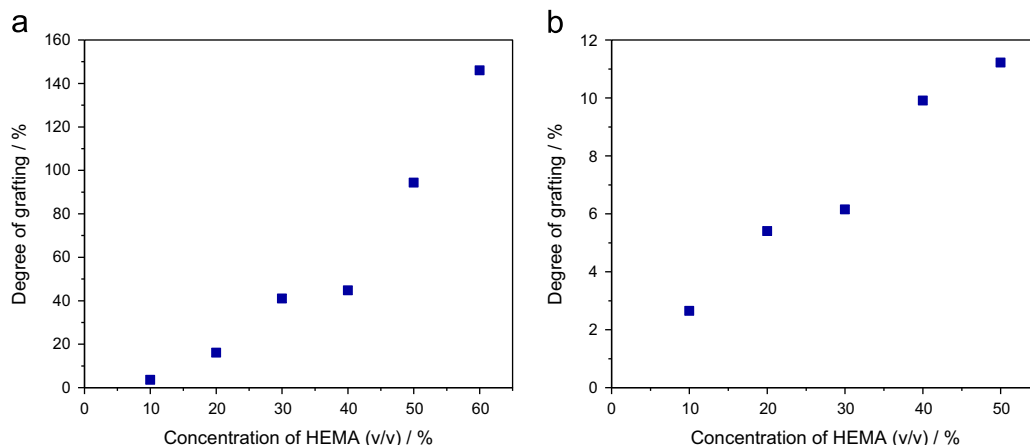 a
160
140
120
100
80
60
40
20
0
Degree of grafting / %
0 10 20 30 40 50 60
Concentration of HEMA (v/v) / %
b
12
10
8
6
4
2
0
Degree of grafting / %
0 10 20 30 40 50
Concentration of HEMA (v/v) / %